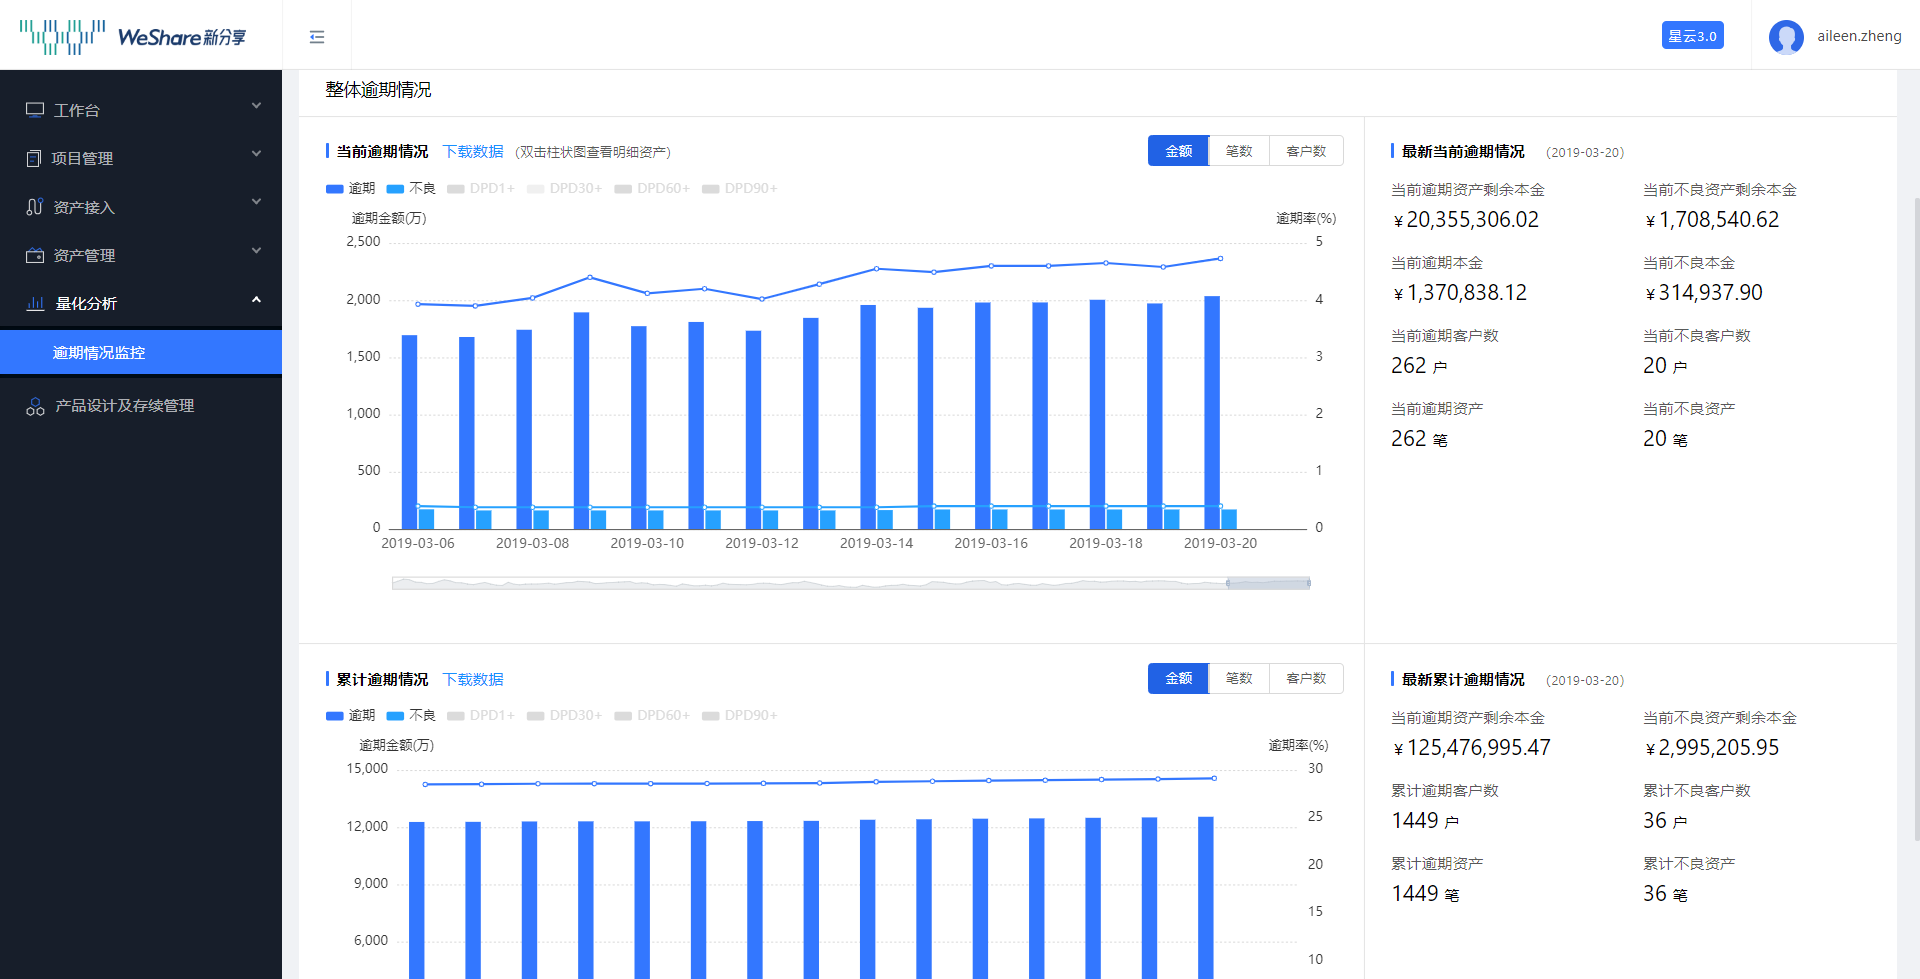 WeShare新分享
星云3.0
aileen.zheng
工作台
项目管理
资产接入
资产管理
量化分析
逾期情况监控
产品设计及存续管理
整体逾期情况
当前逾期情况 下载数据 (双击柱状图查看明细资产)
金额 笔数 客户数
逾期 不良 DPD1+ DPD30+ DPD60+ DPD90+
逾期金额(万) 逾期率(%)
2,500 5
2,000 4
1,500 3
1,000 2
500 1
0 0
2019-03-06 2019-03-08 2019-03-10 2019-03-12 2019-03-14 2019-03-16 2019-03-18 2019-03-20
最新当前逾期情况 (2019-03-20)
当前逾期资产剩余本金 当前不良资产剩余本金
¥20,355,306.02 ¥1,708,540.62
当前逾期本金 当前不良本金
¥1,370,838.12 ¥314,937.90
当前逾期客户数 当前不良客户数
262 户 20 户
当前逾期资产 当前不良资产
262 笔 20 笔
累计逾期情况 下载数据
金额 笔数 客户数
逾期 不良 DPD1+ DPD30+ DPD60+ DPD90+
逾期金额(万) 逾期率(%)
15,000 30
12,000 25
9,000 20
15
6,000 10
最新累计逾期情况 (2019-03-20)
当前逾期资产剩余本金 当前不良资产剩余本金
¥125,476,995.47 ¥2,995,205.95
累计逾期客户数 累计不良客户数
1449 户 36 户
累计逾期资产 累计不良资产
1449 笔 36 笔